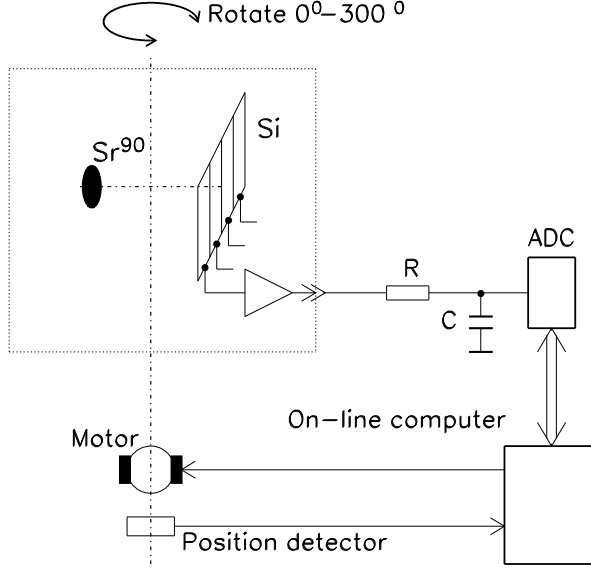 Rotate 0⁰–300 ⁰
Si
Sr⁹⁰
ADC
R
C
On–line computer
Motor
Position detector